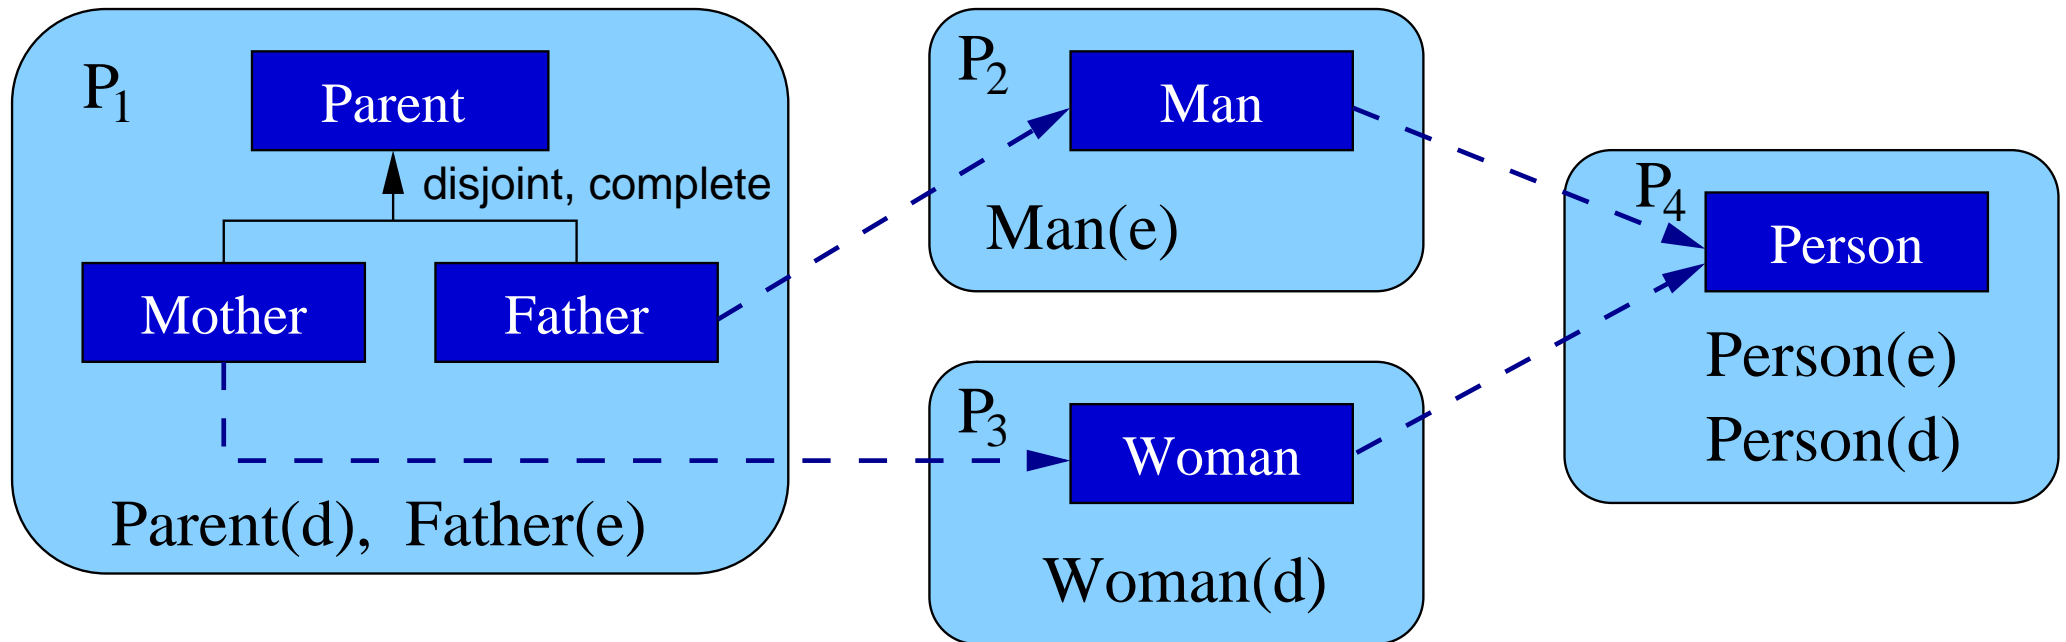 P1
Parent
disjoint, complete
Mother
Father
Parent(d), Father(e)
P2
Man
Man(e)
P3
Woman
Woman(d)
P4
Person
Person(e)
Person(d)